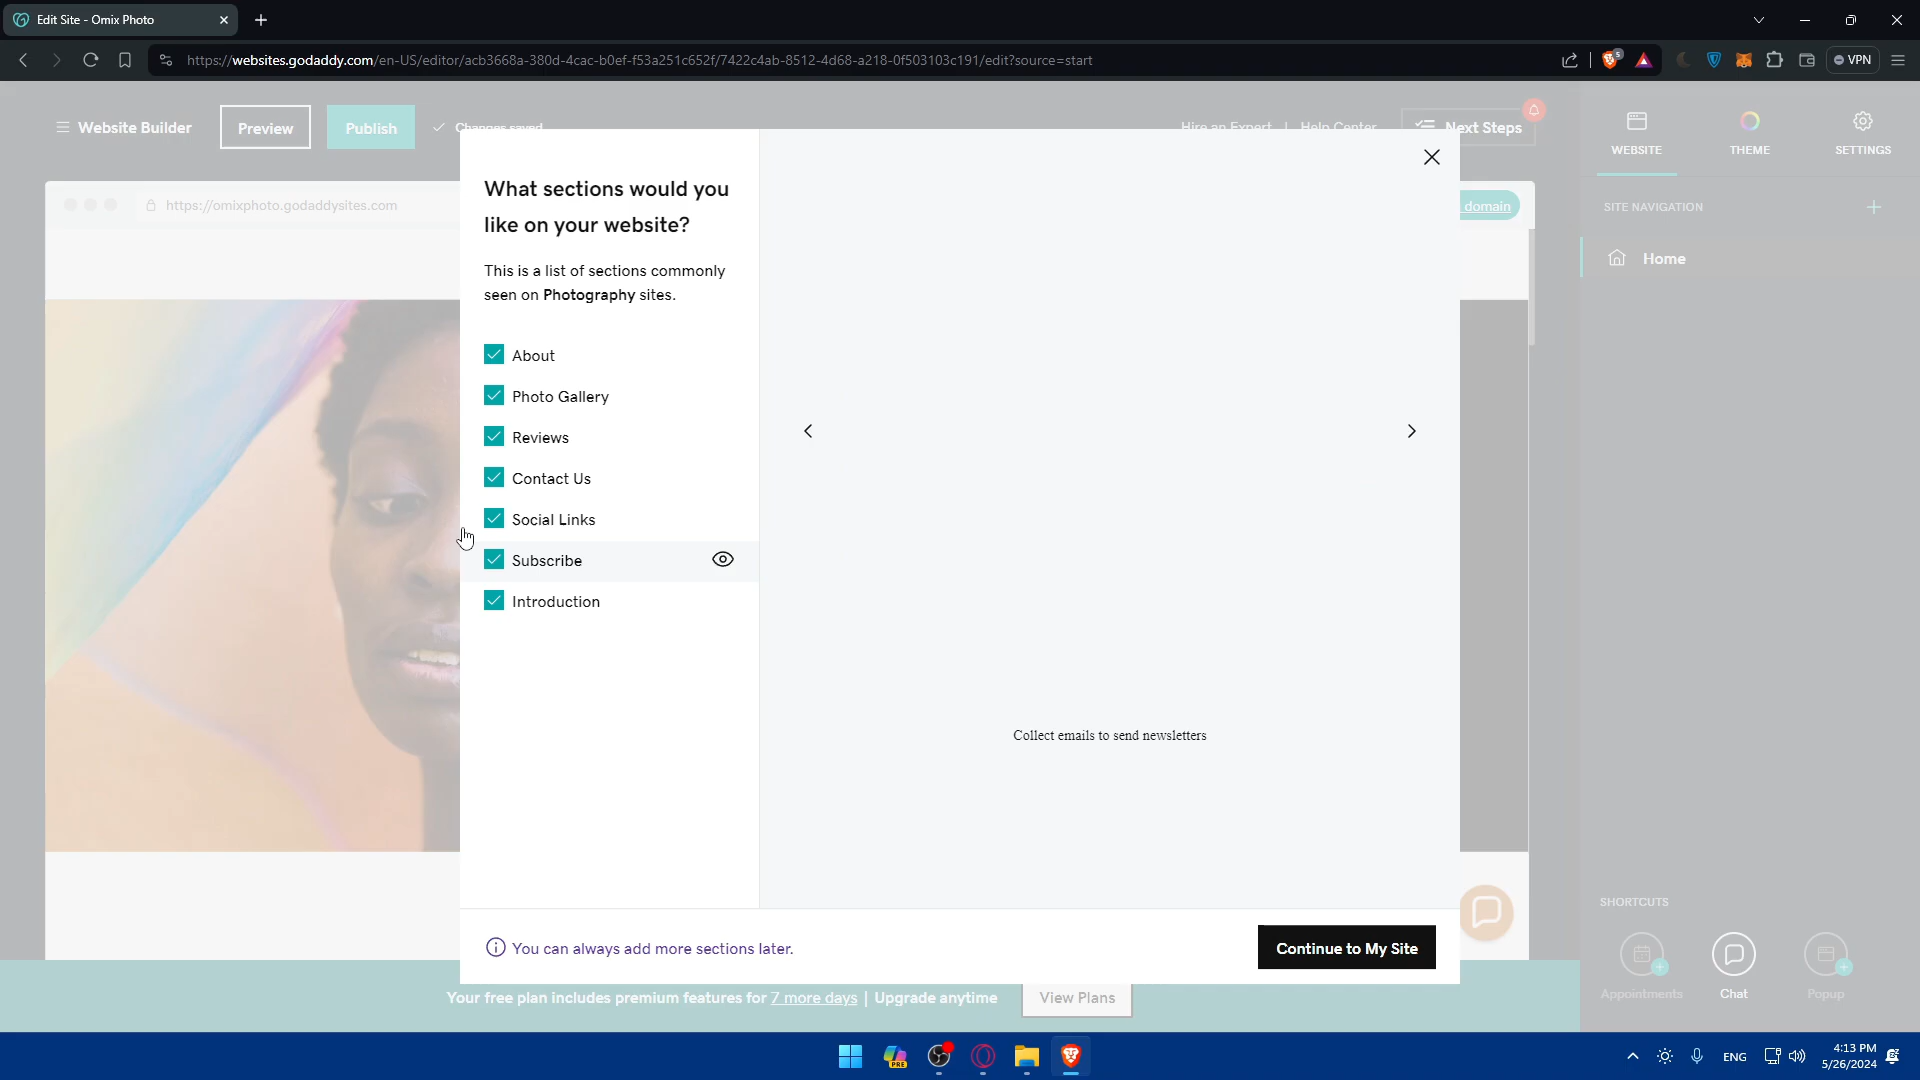 Edit Site - Omix Photo
https://websites.godaddy.com/en-US/editor/acb3668a-380d-4cac-b0ef-f53a251c652f/7422c4ab-8512-4d68-a218-0f503103c191/edit?source=start
5
VPN
Website Builder
Preview
Publish
Changes saved
Hire an Expert | Help Center
Next Steps
WEBSITE
THEME
SETTINGS
https://omixphoto.godaddysites.com
domain
SITE NAVIGATION
Home
What sections would you
like on your website?
This is a list of sections commonly
seen on Photography sites.
About
Photo Gallery
Reviews
Contact Us
Social Links
Subscribe
Introduction
Collect emails to send newsletters
You can always add more sections later.
Continue to My Site
SHORTCUTS
Appointments
Chat
Popup
Your free plan includes premium features for 7 more days | Upgrade anytime
View Plans
PRE
ENG
4:13 PM
5/26/2024